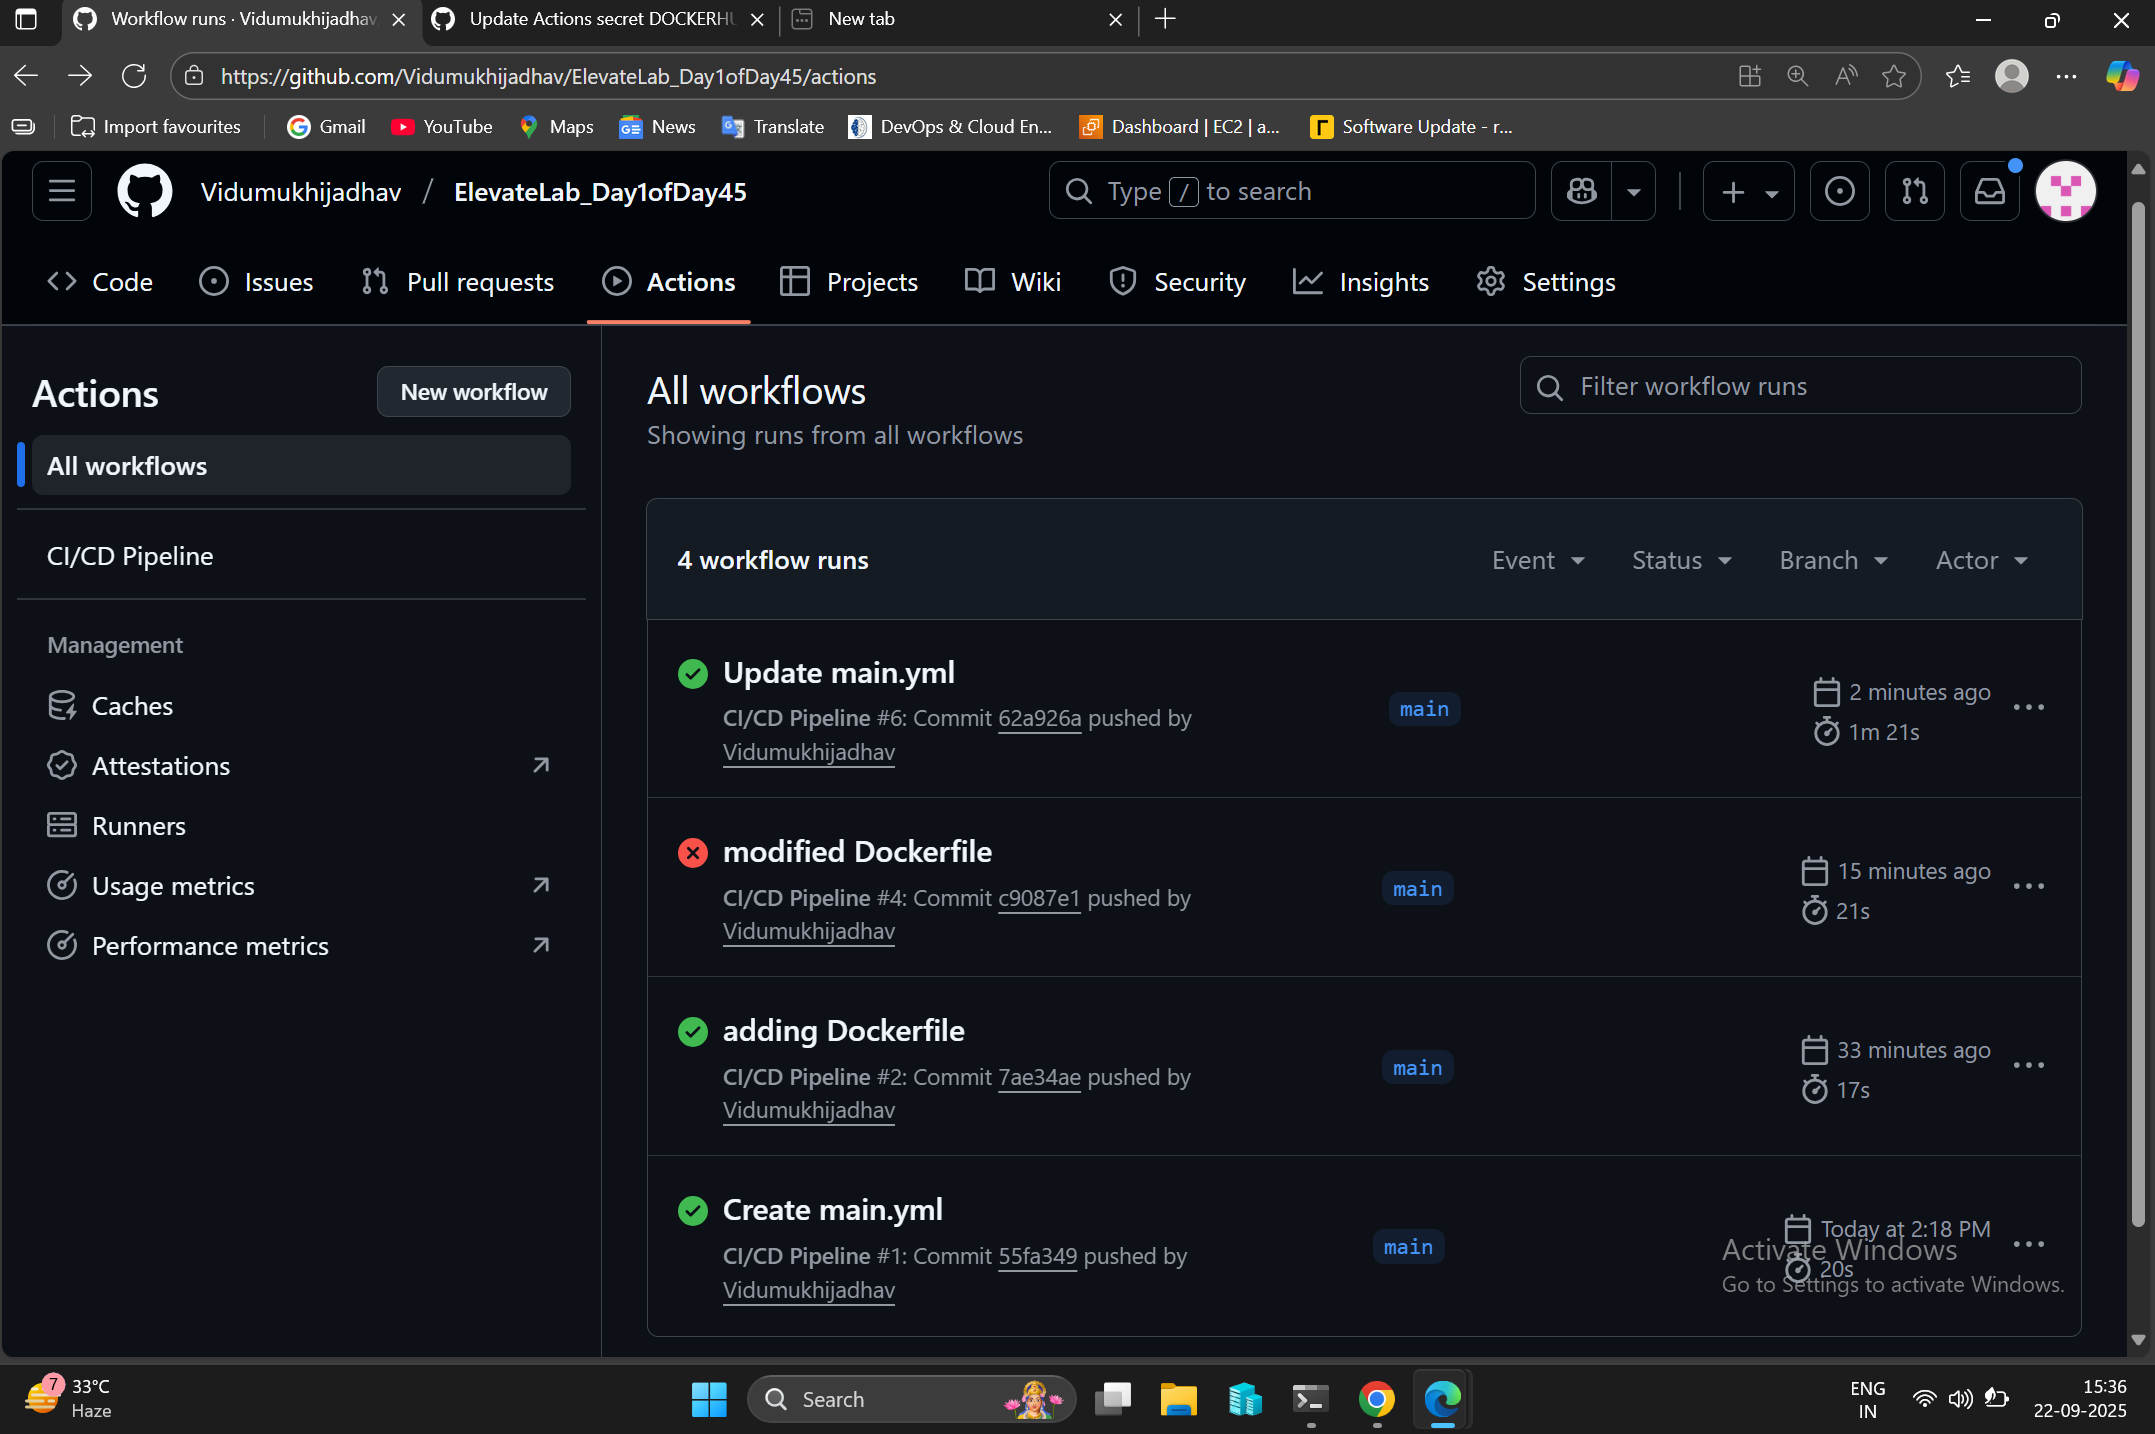 Workflow runs · Vidumukhijadhav
Update Actions secret DOCKERHU
New tab
https://github.com/Vidumukhijadhav/ElevateLab_Day1ofDay45/actions
Import favourites
Gmail
YouTube
Maps
News
Translate
DevOps & Cloud En...
Dashboard | EC2 | a...
Software Update - r...
Vidumukhijadhav / ElevateLab_Day1ofDay45
Type / to search
Code
Issues
Pull requests
Actions
Projects
Wiki
Security
Insights
Settings
Actions
New workflow
All workflows
CI/CD Pipeline
Management
Caches
Attestations
Runners
Usage metrics
Performance metrics
All workflows
Showing runs from all workflows
Filter workflow runs
4 workflow runs
Event
Status
Branch
Actor
Update main.yml
CI/CD Pipeline #6: Commit 62a926a pushed by
Vidumukhijadhav
main
2 minutes ago
1m 21s
modified Dockerfile
CI/CD Pipeline #4: Commit c9087e1 pushed by
Vidumukhijadhav
main
15 minutes ago
21s
adding Dockerfile
CI/CD Pipeline #2: Commit 7ae34ae pushed by
Vidumukhijadhav
main
33 minutes ago
17s
Create main.yml
CI/CD Pipeline #1: Commit 55fa349 pushed by
Vidumukhijadhav
main
Today at 2:18 PM
20s
Activate Windows
Go to Settings to activate Windows.
7
33°C
Haze
Search
ENG
IN
15:36
22-09-2025